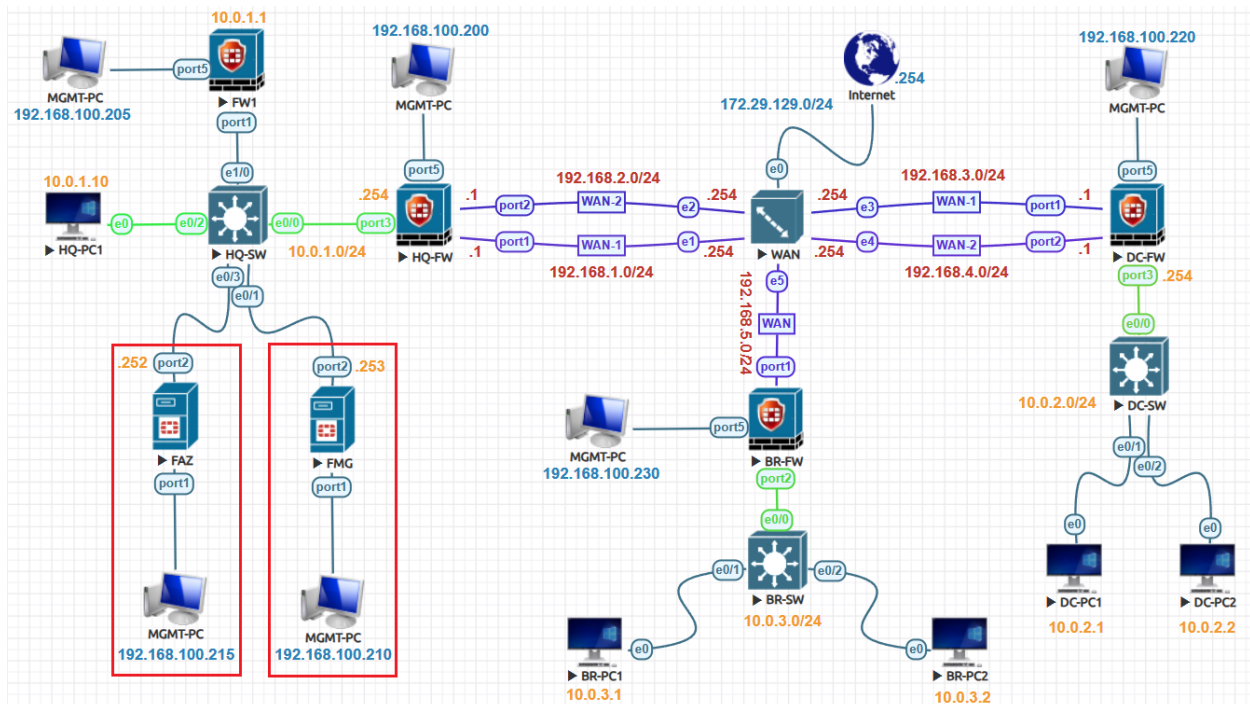 10.0.1.1
192.168.100.200
192.168.100.220
port5
MGMT-PC
192.168.100.205
FW1
port1
MGMT-PC
Internet
.254
172.29.129.0/24
MGMT-PC
port5
e0
port5
10.0.1.10
e1/0
e0
e0/2
e0/0
HQ-PC1
HQ-SW
10.0.1.0/24
.254
port3
HQ-FW
.1
port2
192.168.2.0/24
WAN-2
e2
.254
.1
port1
WAN-1
192.168.1.0/24
e1
.254
WAN
.254
e3
192.168.3.0/24
WAN-1
port1
.1
.254
e4
WAN-2
192.168.4.0/24
port2
.1
DC-FW
port3
.254
e5
192.168.5.0/24
WAN
port1
e0/3
e0/1
.252
port2
port2
.253
FAZ
port1
FMG
port1
MGMT-PC
192.168.100.215
MGMT-PC
192.168.100.210
MGMT-PC
192.168.100.230
port5
BR-FW
port2
e0/0
e0/1
e0/2
BR-SW
10.0.3.0/24
e0
BR-PC1
10.0.3.1
e0
BR-PC2
10.0.3.2
e0/0
10.0.2.0/24
DC-SW
e0/1
e0/2
e0
e0
DC-PC1
10.0.2.1
DC-PC2
10.0.2.2